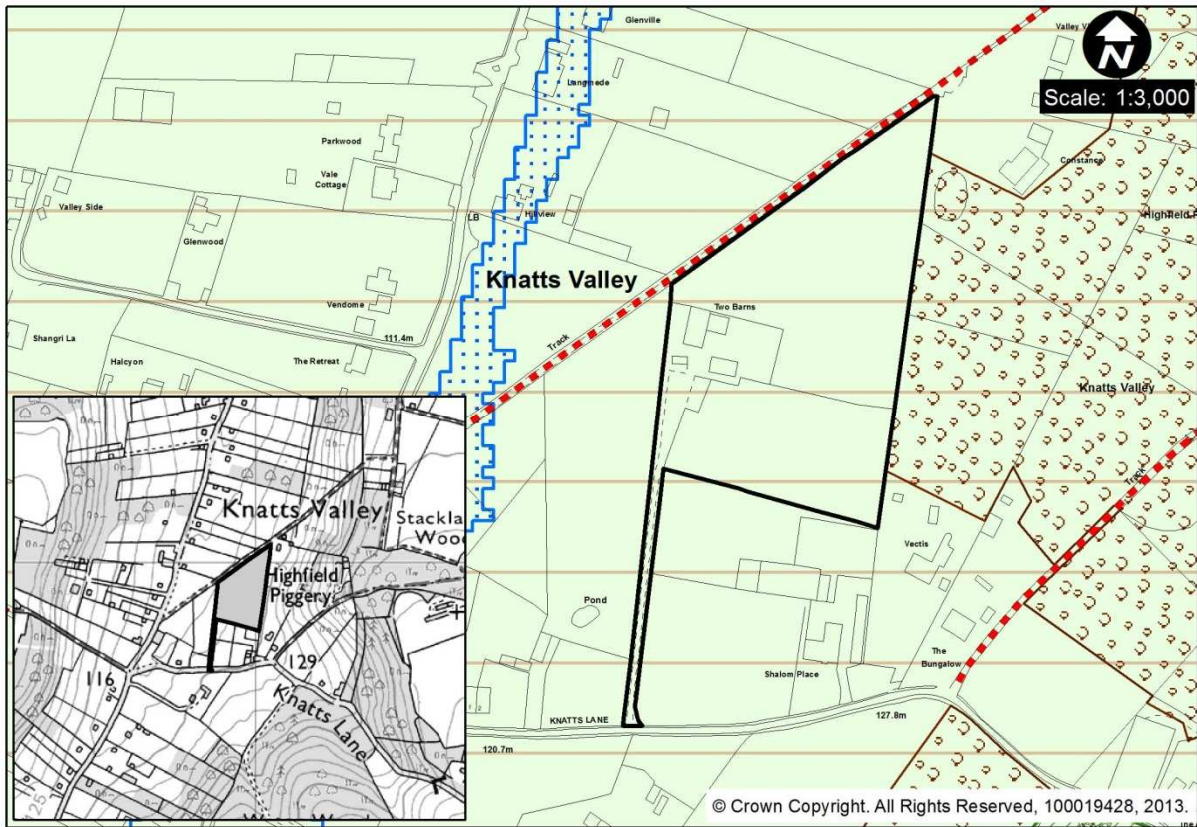 Glenville
Valley
N
Langmede
Scale: 1:3,000
Parkwood
Constance
Vale
Cottage
Valley Side
LB
Hillview
Glenwood
Knatts Valley
Vendome
Two Barns
Shangri La
111.4m
Track
Halcyon
The Retreat
Knatts Valley
Track
Vectis
Pond
The
Bungalow
Shalom Place
KNATTS LANE
127.8m
120.7m
Knatts Valley
Highfield
Piggery
116
129
Knatts
Lane
125
© Crown Copyright. All Rights Reserved, 100019428, 2013.